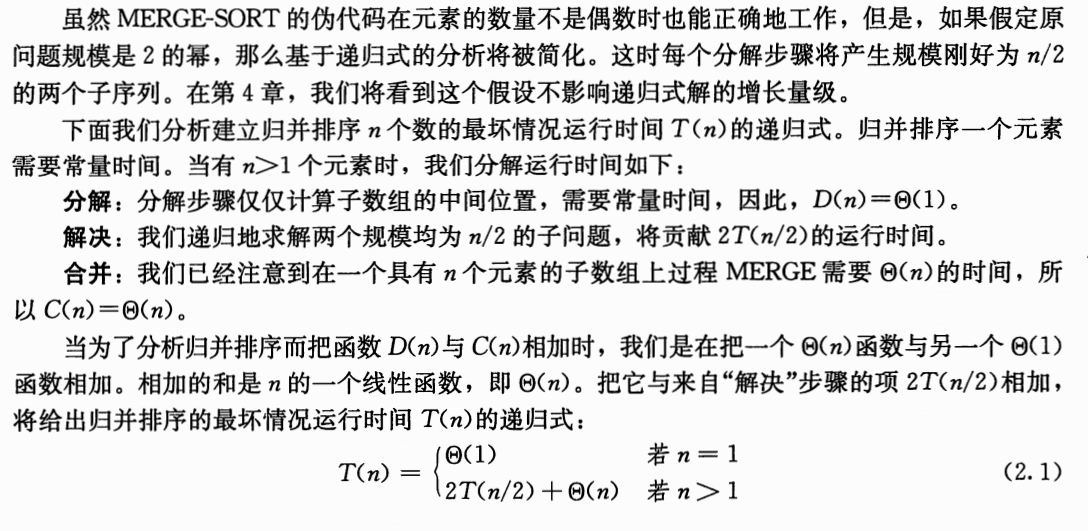 虽然 MERGE-SORT 的伪代码在元素的数量不是偶数时也能正确地工作，但是，如果假定原
问题规模是 2 的幂，那么基于递归式的分析将被简化。这时每个分解步骤将产生规模刚好为 n/2
的两个子序列。在第 4 章，我们将看到这个假设不影响递归式解的增长量级。
下面我们分析建立归并排序 n 个数的最坏情况运行时间 T(n)的递归式。归并排序一个元素
需要常量时间。当有 n>1 个元素时，我们分解运行时间如下：
分解：分解步骤仅仅计算子数组的中间位置，需要常量时间，因此，D(n)=Θ(1)。
解决：我们递归地求解两个规模均为 n/2 的子问题，将贡献 2T(n/2)的运行时间。
合并：我们已经注意到在一个具有 n 个元素的子数组上过程 MERGE 需要 Θ(n)的时间，所
以 C(n)=Θ(n)。
当为了分析归并排序而把函数 D(n)与 C(n)相加时，我们是在把一个 Θ(n)函数与另一个 Θ(1)
函数相加。相加的和是 n 的一个线性函数，即 Θ(n)。把它与来自“解决”步骤的项 2T(n/2)相加，
将给出归并排序的最坏情况运行时间 T(n)的递归式：
Θ(1) 若 n = 1
T(n) = { (2.1)
2T(n/2) + Θ(n) 若 n > 1